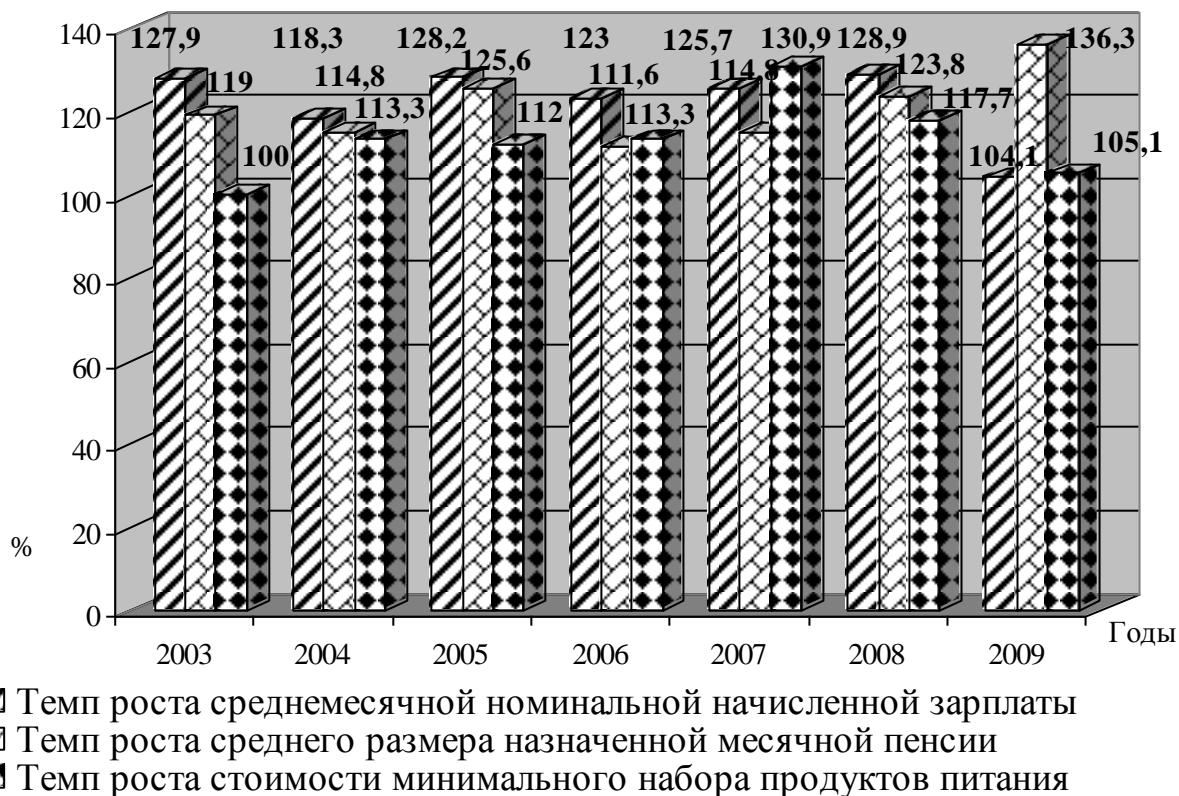 140
127,9 118,3 128,2 123 125,7 130,9 128,9 136,3
119 114,8 125,6 111,6 114,8 123,8
113,3 112 113,3 117,7
120
100 104,1 105,1
100
80
60
40
% 20
0
Годы
2003 2004 2005 2006 2007 2008 2009
Темп роста среднемесячной номинальной начисленной зарплаты
Темп роста среднего размера назначенной месячной пенсии
Темп роста стоимости минимального набора продуктов питания